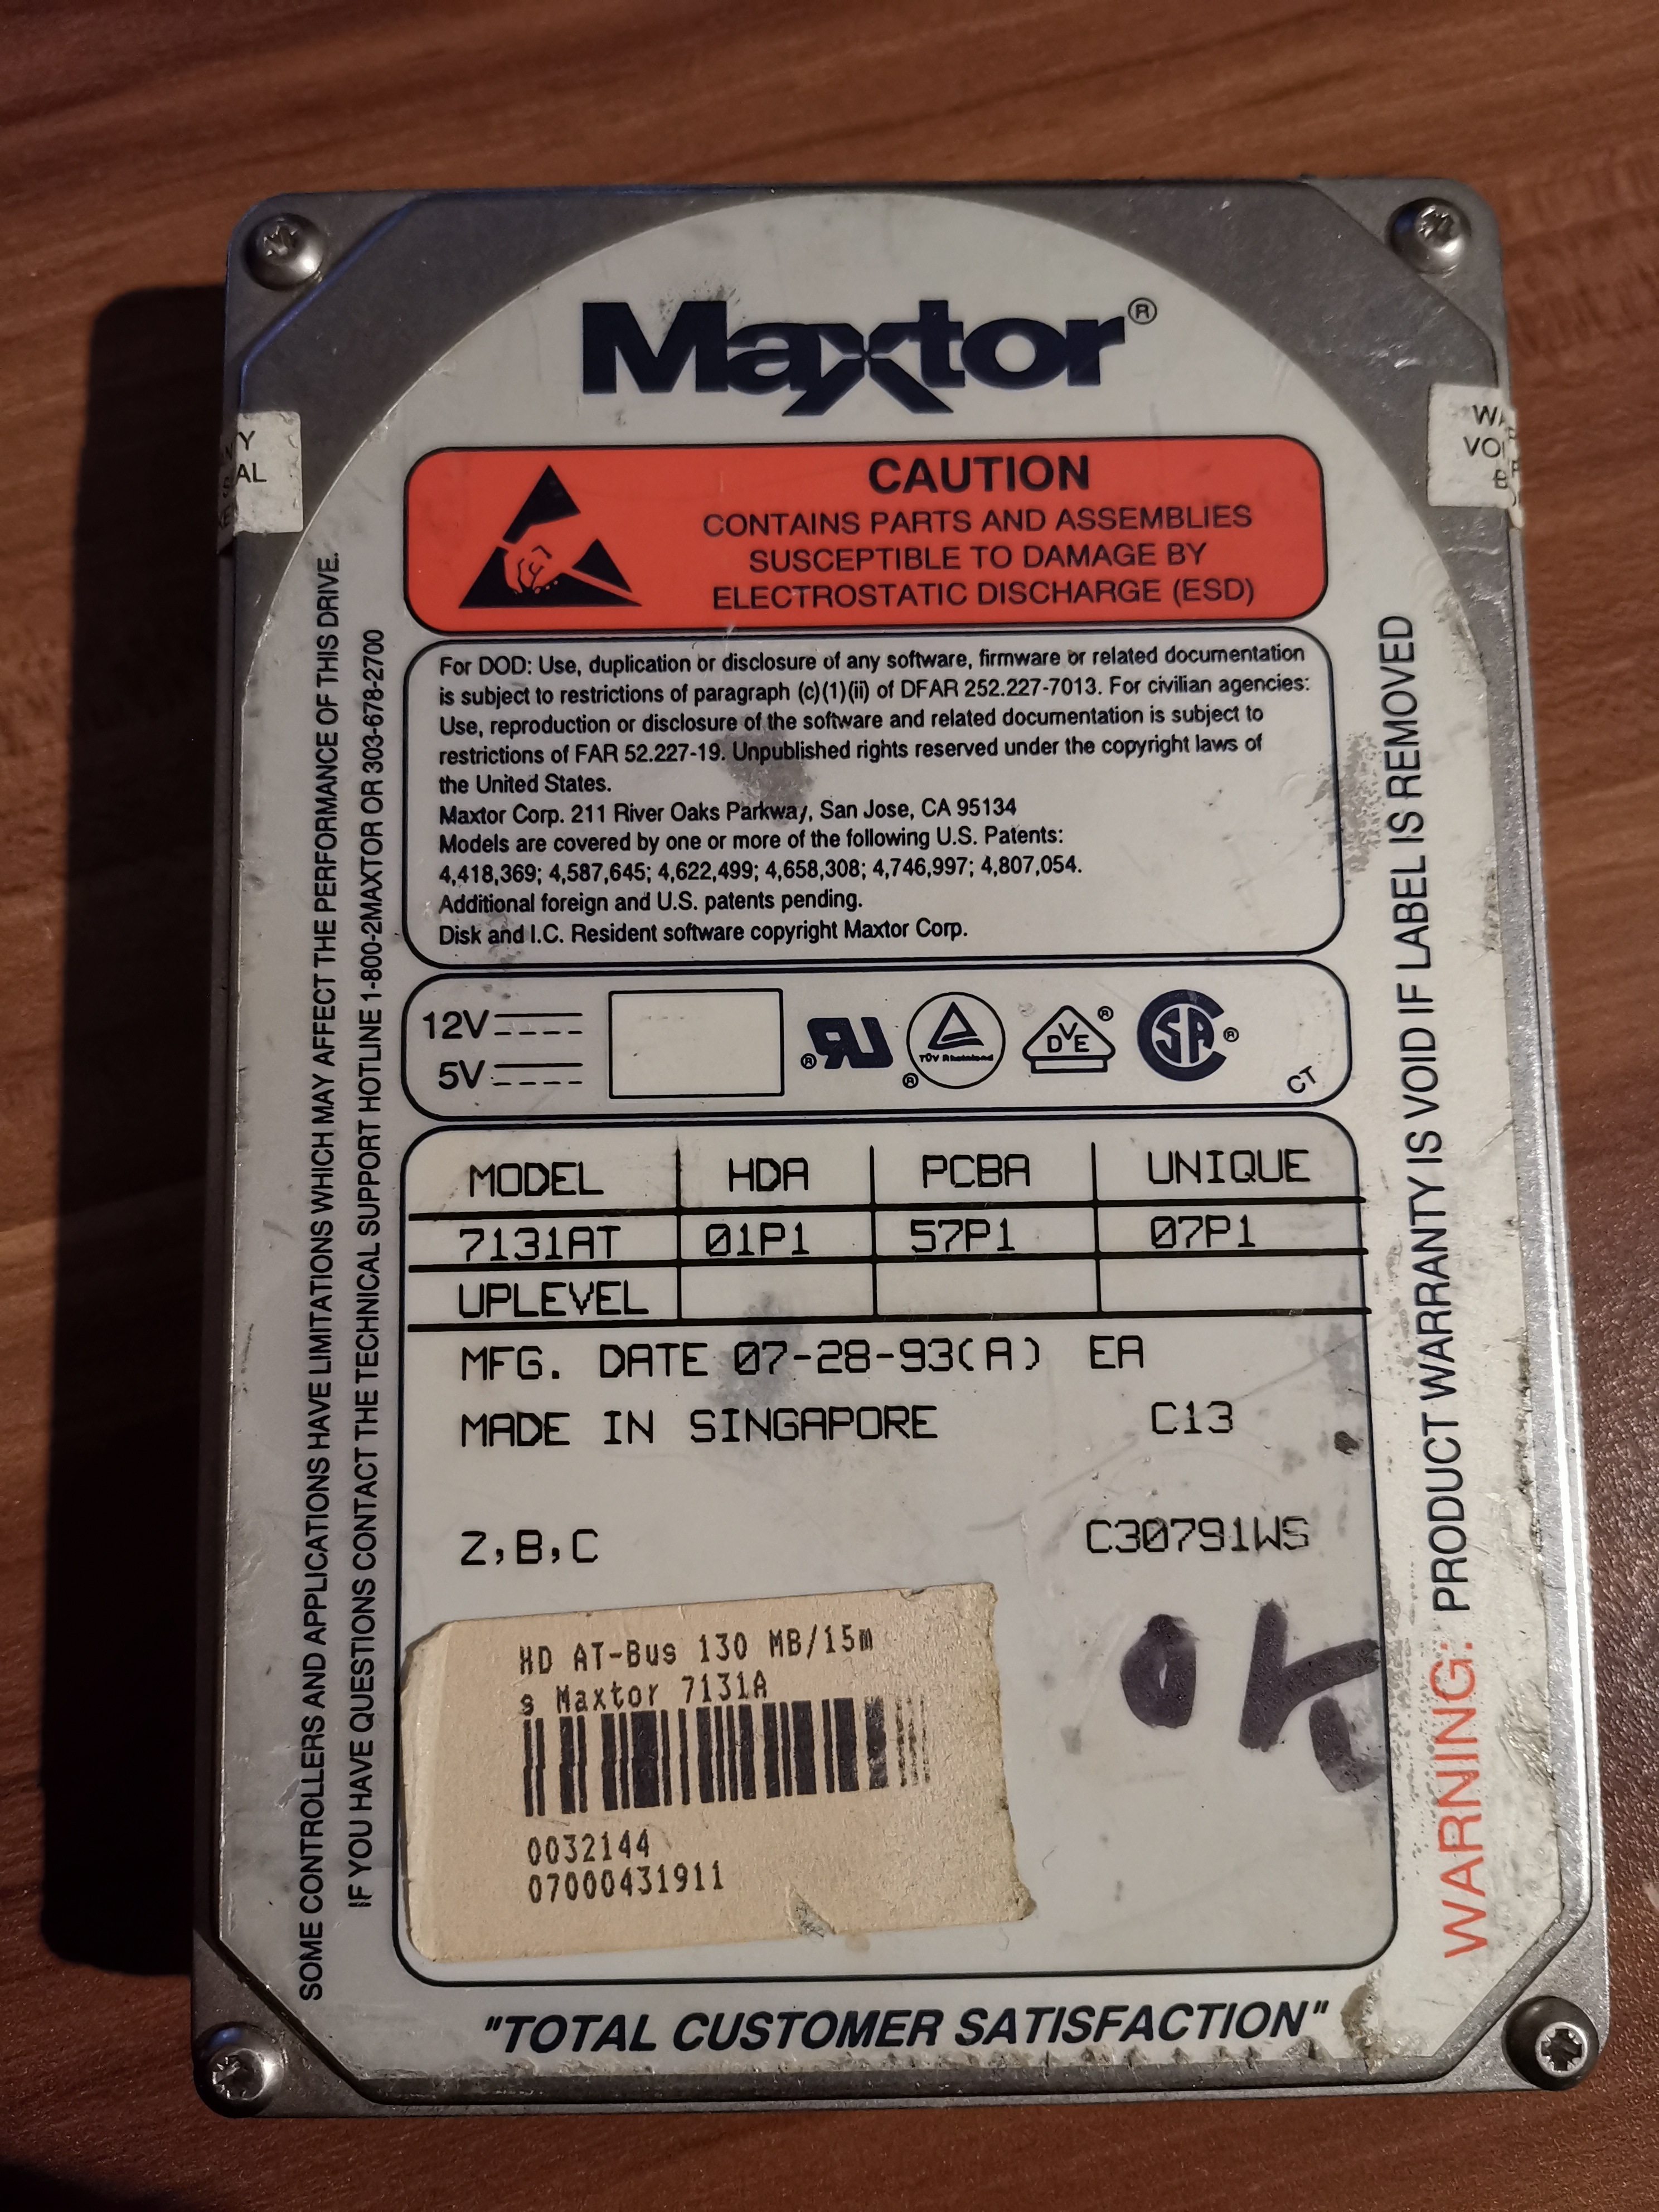 Maxtor®
CAUTION
CONTAINS PARTS AND ASSEMBLIES
SUSCEPTIBLE TO DAMAGE BY
ELECTROSTATIC DISCHARGE (ESD)
For DOD: Use, duplication or disclosure of any software, firmware or related documentation
is subject to restrictions of paragraph (c)(1)(ii) of DFAR 252.227-7013. For civilian agencies:
Use, reproduction or disclosure of the software and related documentation is subject to
restrictions of FAR 52.227-19. Unpublished rights reserved under the copyright laws of
the United States.
Maxtor Corp. 211 River Oaks Parkway, San Jose, CA 95134
Models are covered by one or more of the following U.S. Patents:
4,418,369; 4,587,645; 4,622,499; 4,658,308; 4,746,997; 4,807,054.
Additional foreign and U.S. patents pending.
Disk and I.C. Resident software copyright Maxtor Corp.
12V
5V
® RU
® TÜV Rheinland
DVE ®
CSA ®
CT
MODEL HDA PCBA UNIQUE
7131AT 01P1 57P1 07P1
UPLEVEL
MFG. DATE 07-28-93(A) EA
MADE IN SINGAPORE C13
Z,B,C C30791WS
OK
HD AT-Bus 130 MB/15m
s Maxtor 7131A
0032144
07000431911
"TOTAL CUSTOMER SATISFACTION"
SOME CONTROLLERS AND APPLICATIONS HAVE LIMITATIONS WHICH MAY AFFECT THE PERFORMANCE OF THIS DRIVE.
IF YOU HAVE QUESTIONS CONTACT THE TECHNICAL SUPPORT HOTLINE 1-800-2MAXTOR OR 303-678-2700
WARNING: PRODUCT WARRANTY IS VOID IF LABEL IS REMOVED